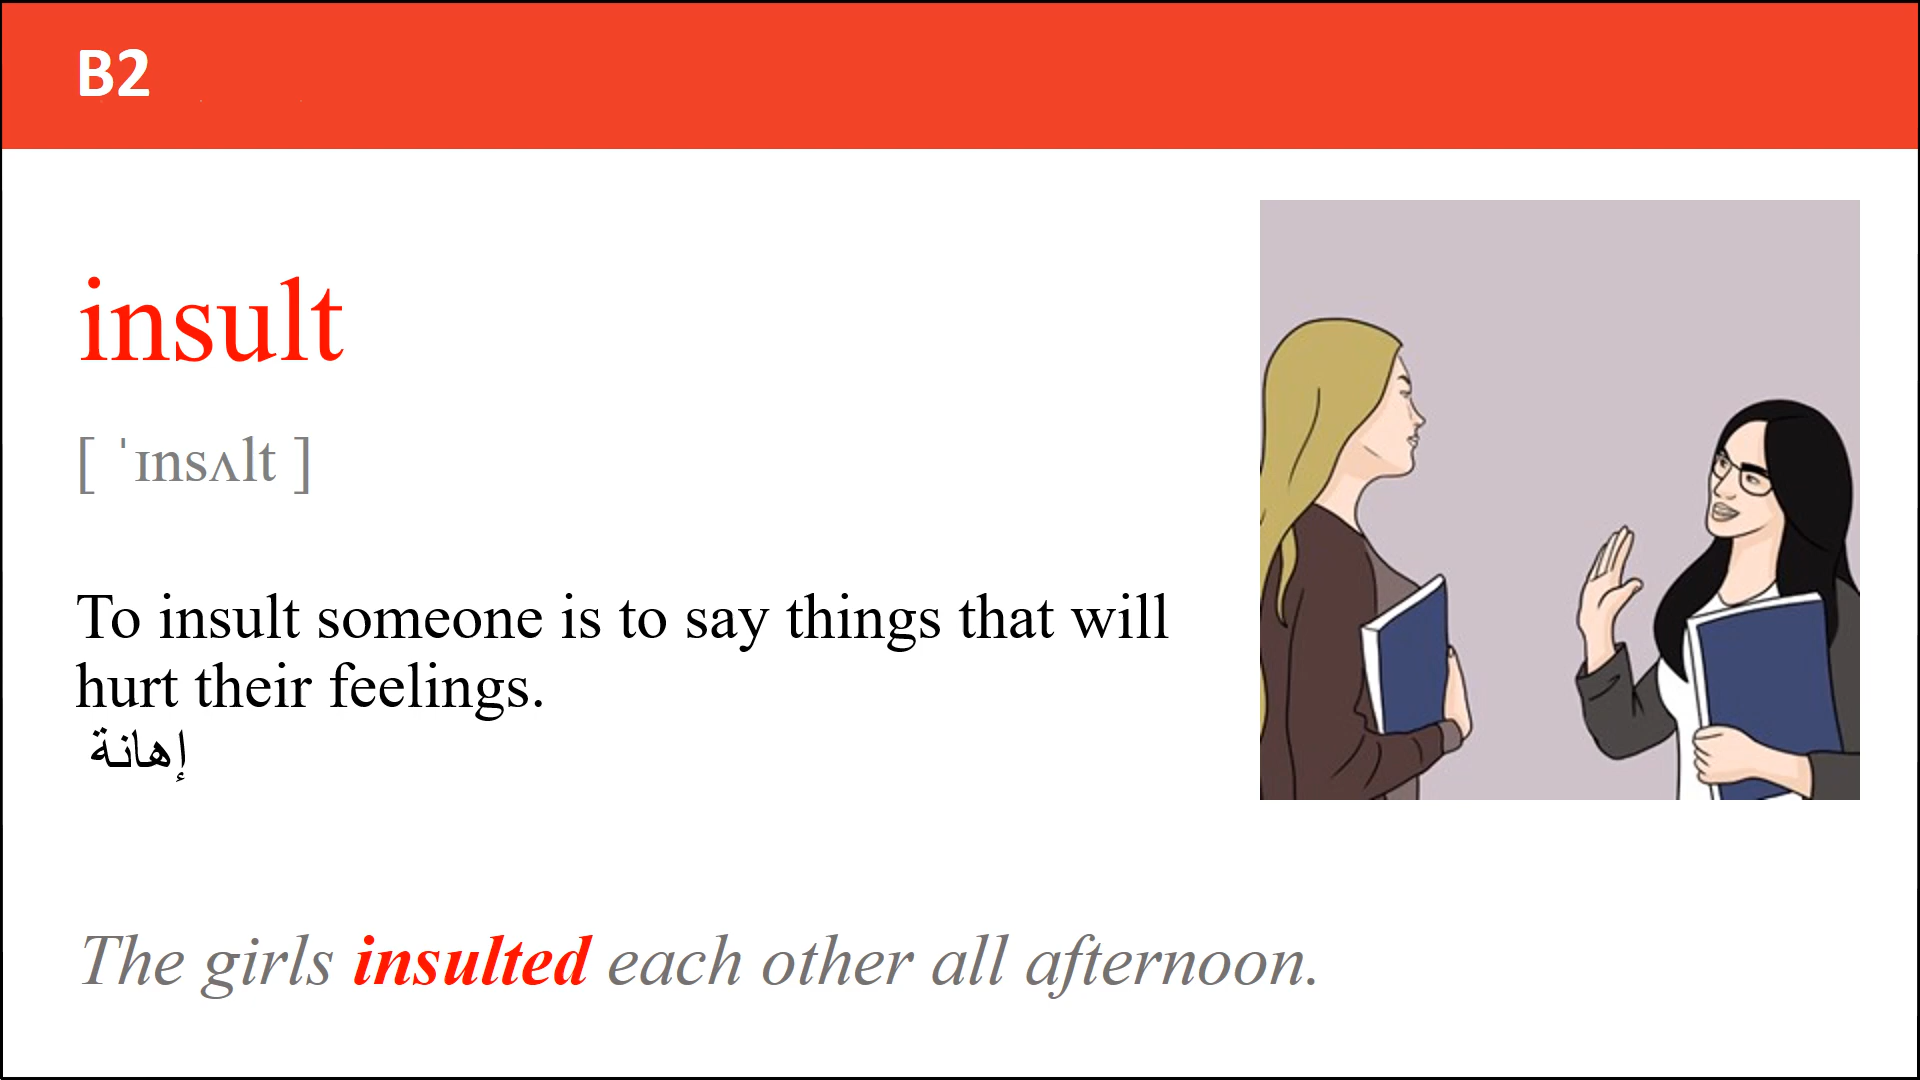 B2
insult
[ ˈɪnsʌlt ]
To insult someone is to say things that will
hurt their feelings.
إهانة
The girls insulted each other all afternoon.